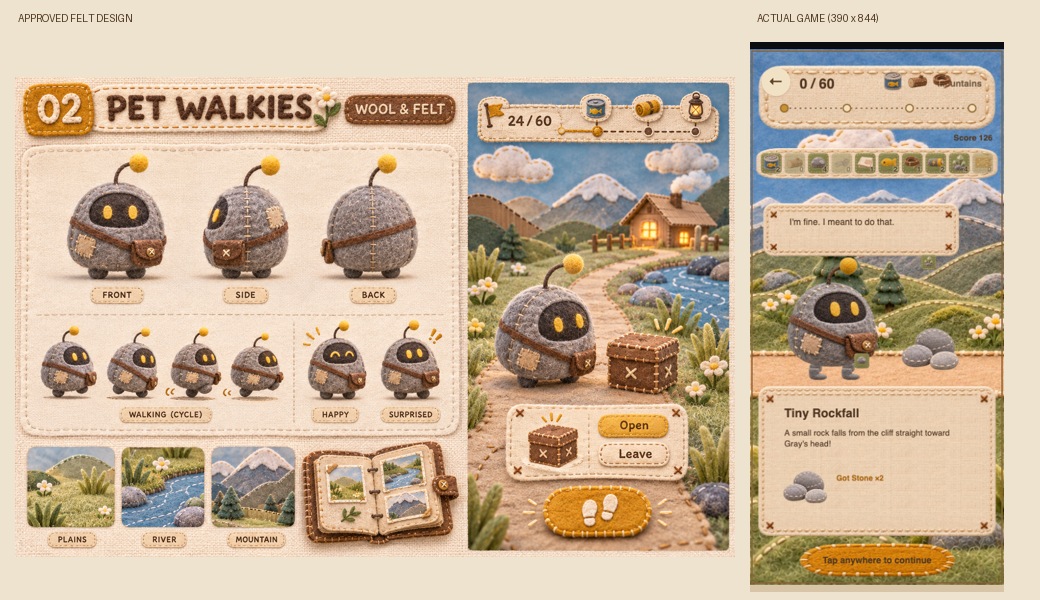 APPROVED FELT DESIGN
ACTUAL GAME (390 x 844)
02
PET WALKIES
WOOL & FELT
FRONT
SIDE
BACK
WALKING (CYCLE)
HAPPY
SURPRISED
PLAINS
RIVER
MOUNTAIN
24 / 60
Open
Leave
0 / 60
Score 126
I'm fine. I meant to do that.
Tiny Rockfall
A small rock falls from the cliff straight toward
Gray's head!
Got Stone ×2
Tap anywhere to continue